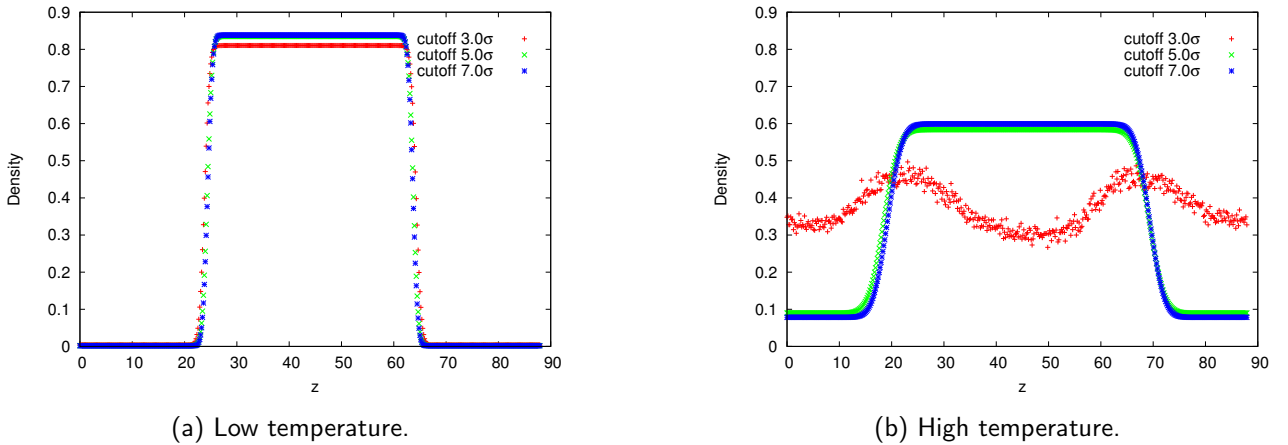 0.9
0.8
0.7
0.6
0.5
0.4
0.3
0.2
0.1
0
Density
0 10 20 30 40 50 60 70 80 90
z
cutoff 3.0σ
cutoff 5.0σ
cutoff 7.0σ
(a) Low temperature.
0.9
0.8
0.7
0.6
0.5
0.4
0.3
0.2
0.1
0
Density
0 10 20 30 40 50 60 70 80 90
z
cutoff 3.0σ
cutoff 5.0σ
cutoff 7.0σ
(b) High temperature.